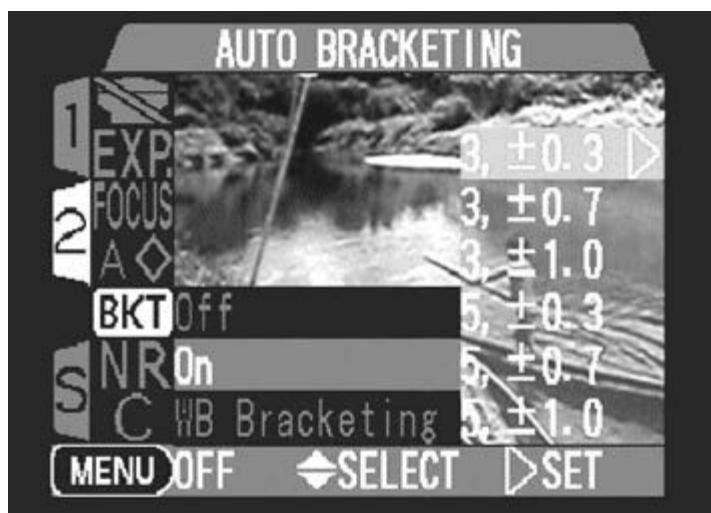 AUTO BRACKETING
1
EXP.
3, ±0.3
FOCUS
3, ±0.7
2
A
3, ±1.0
BKT Off
5, ±0.3
NR On
5, ±0.7
S
C WB Bracketing
5, ±1.0
MENU OFF SELECT SET